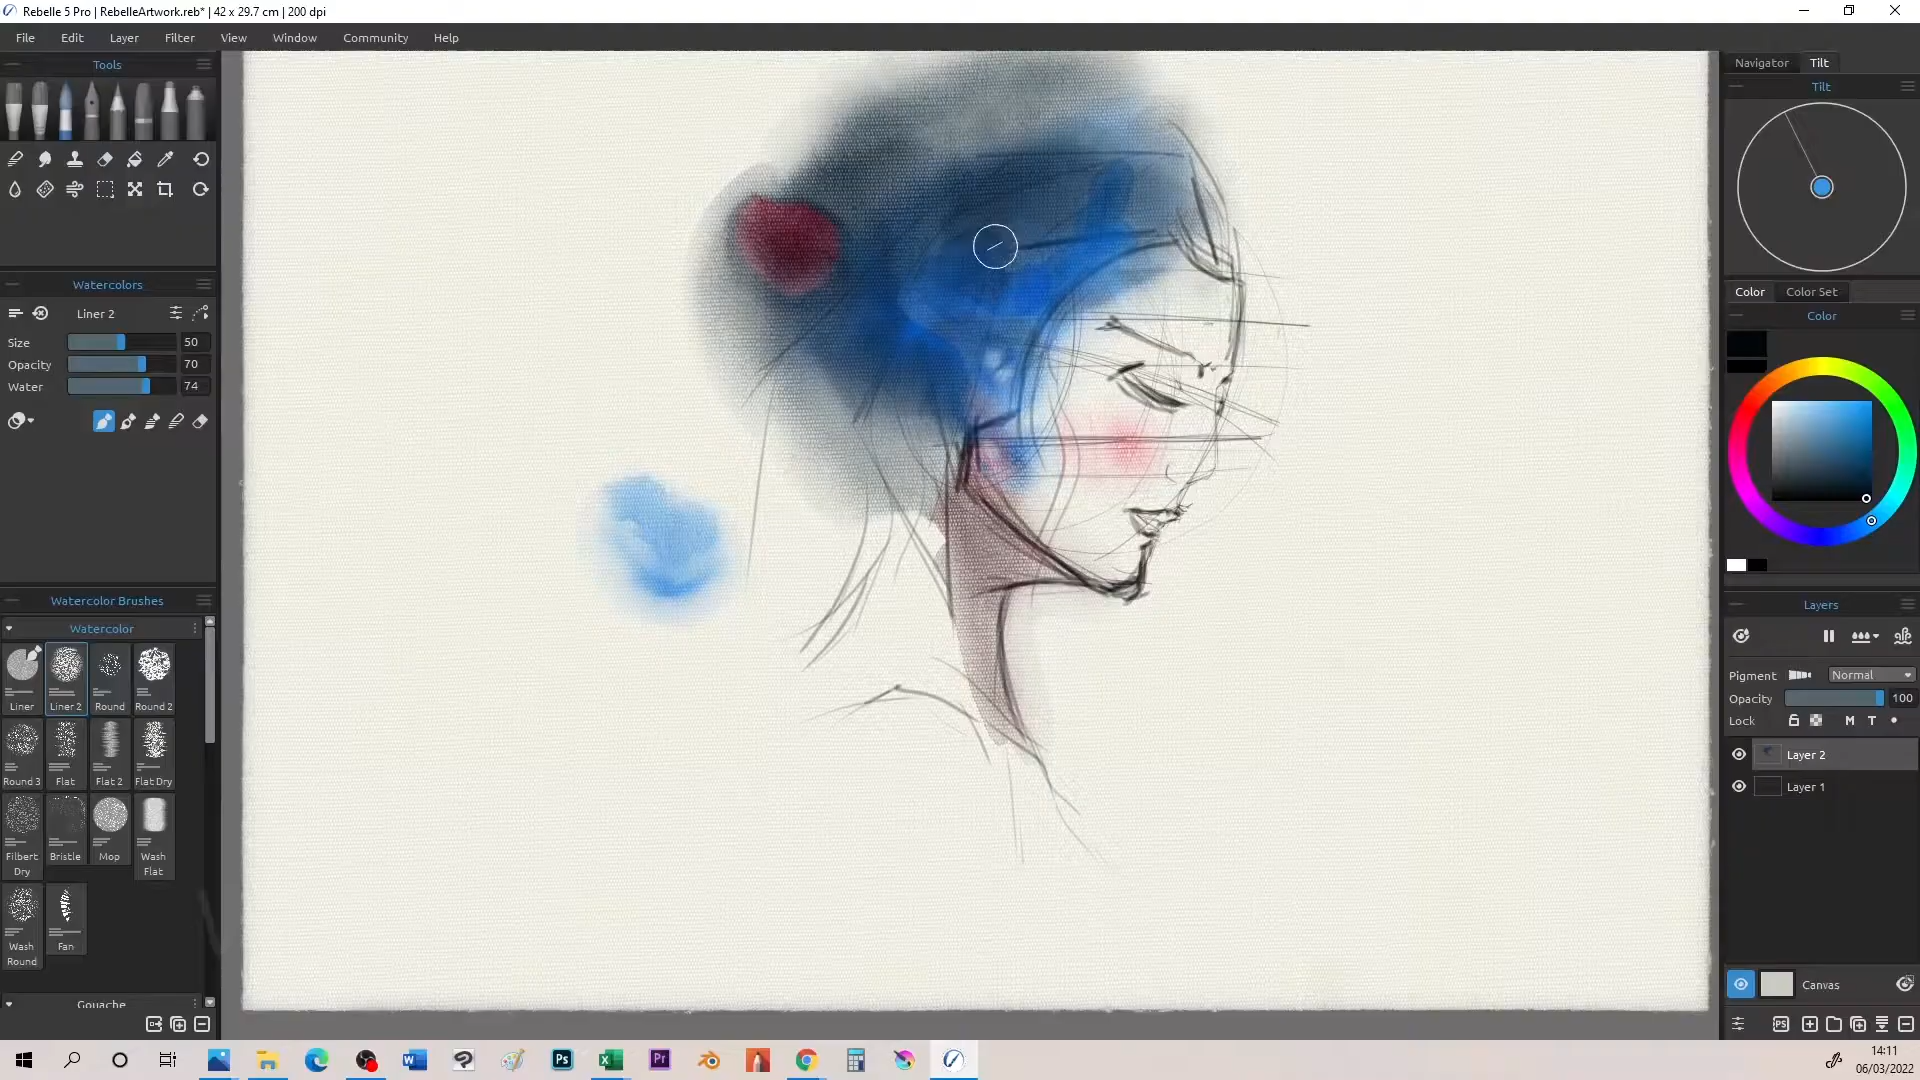 Rebelle 5 Pro | RebelleArtwork.reb* | 42 x 29.7 cm | 200 dpi
File Edit Layer Filter View Window Community Help
Tools
Watercolors
Liner 2
Size 50
Opacity 70
Water 74
Watercolor Brushes
Watercolor
Liner Liner 2 Round Round 2
Round 3 Flat Flat 2 Flat Dry
Filbert Dry Bristle Mop Wash Flat
Wash Round Fan
Gouache
Navigator Tilt
Tilt
Color Color Set
Color
Layers
Pigment Normal
Opacity 100
Lock M T
Layer 2
Layer 1
Canvas
PS
W Ps X Pr
14:11
06/03/2022